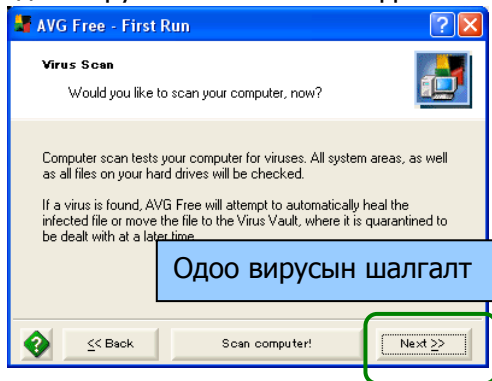 AVG Free - First Run
Virus Scan
Would you like to scan your computer, now?
Computer scan tests your computer for viruses. All system areas, as well
as all files on your hard drives will be checked.
If a virus is found, AVG Free will attempt to automatically heal the
infected file or move the file to the Virus Vault, where it is quarantined to
be dealt with at a later time.
Одоо вирусын шалгалт
<< Back
Scan computer!
Next >>